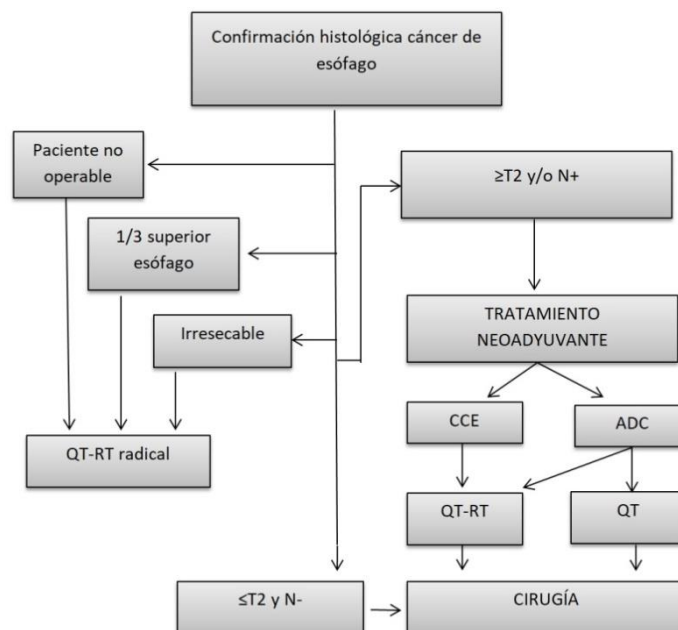 Confirmación histológica cáncer de
esófago
Paciente no
operable
≥T2 y/o N+
1/3 superior
esófago
Irresecable
TRATAMIENTO
NEOADYUVANTE
CCE
ADC
QT-RT radical
QT-RT
QT
≤T2 y N-
CIRUGÍA